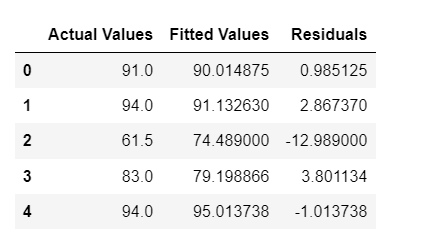 Actual Values Fitted Values Residuals
0 91.0 90.014875 0.985125
1 94.0 91.132630 2.867370
2 61.5 74.489000 -12.989000
3 83.0 79.198866 3.801134
4 94.0 95.013738 -1.013738